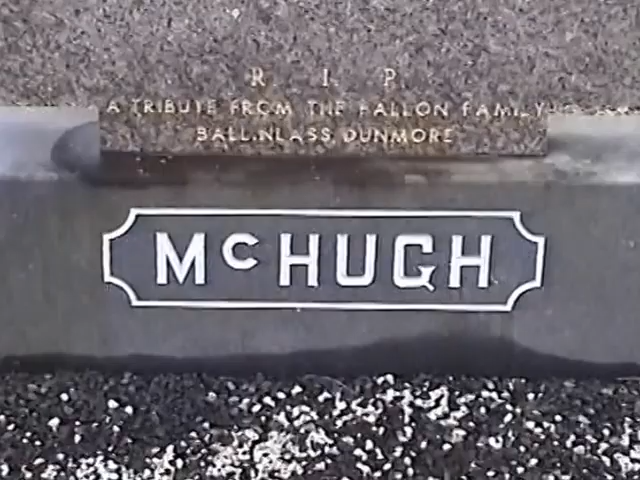 R I P
A TRIBUTE FROM THE FALLON FAMILY
BALLINLASS, DUNMORE
McHUGH